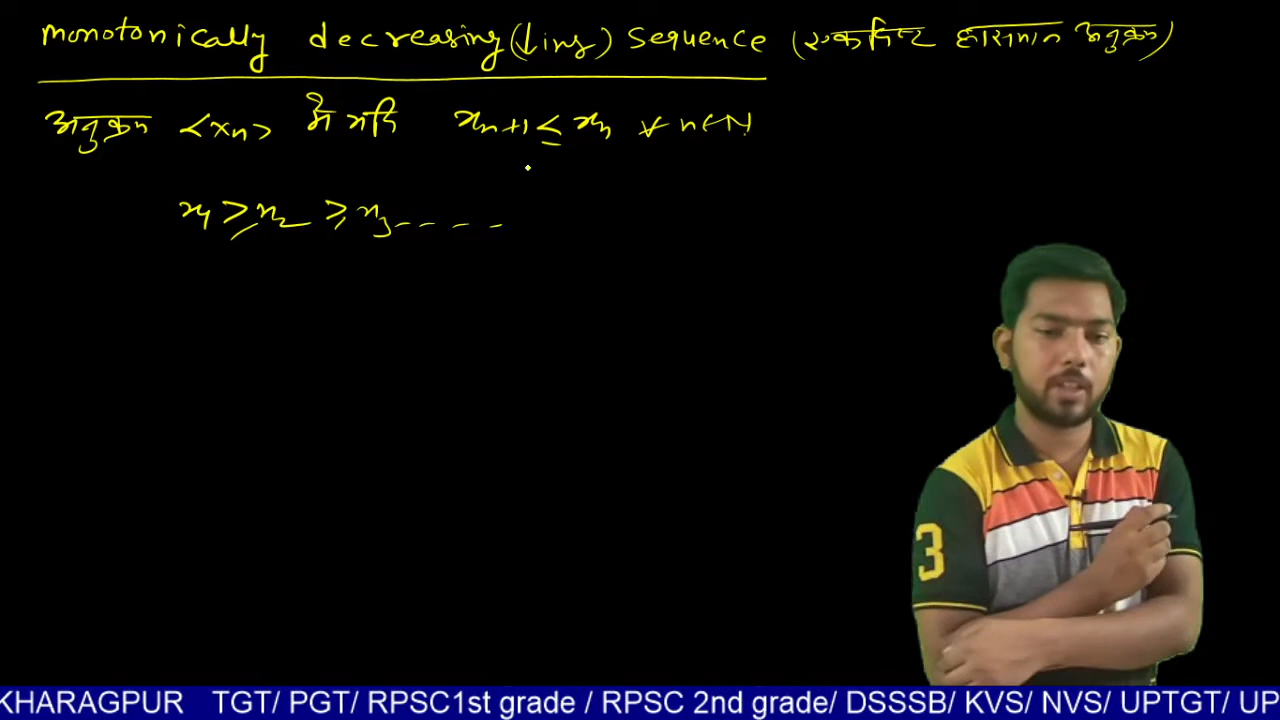 monotonically decreasing (↓ing) sequence (एकदिष्ट ह्रासमान अनुक्रम)
अनुक्रम <xn> में यदि xn+1 ≤ xn ∀ n∈N
x1 ≥ x2 ≥ x3 ----
3
KHARAGPUR TGT/ PGT/ RPSC1st grade / RPSC 2nd grade/ DSSSB/ KVS/ NVS/ UPTGT/ UP